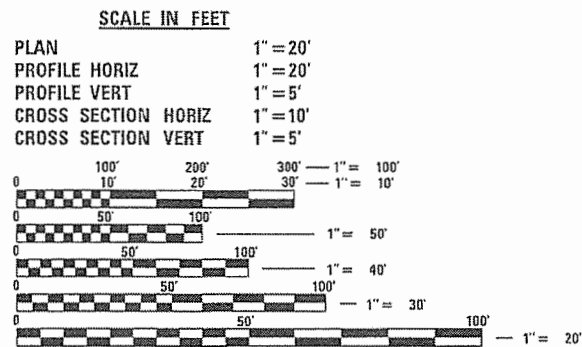 SCALE IN FEET
PLAN 1"=20'
PROFILE HORIZ 1"=20'
PROFILE VERT 1"=5'
CROSS SECTION HORIZ 1"=10'
CROSS SECTION VERT 1"=5'
100' 200' 300' 1"= 100'
0 10' 20' 30' 1"= 10'
0 50' 100'
1"= 50'
0 50' 100'
1"= 40'
0 50' 100'
1"= 30'
0 50' 100'
1"= 20'